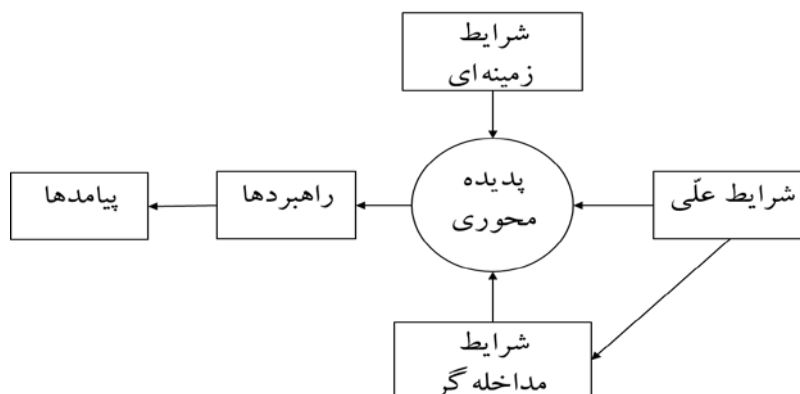 شرایط
زمینه‌ای
شرایط علّی
پدیده
محوری
راهبردها
پیامدها
شرایط
مداخله‌گر